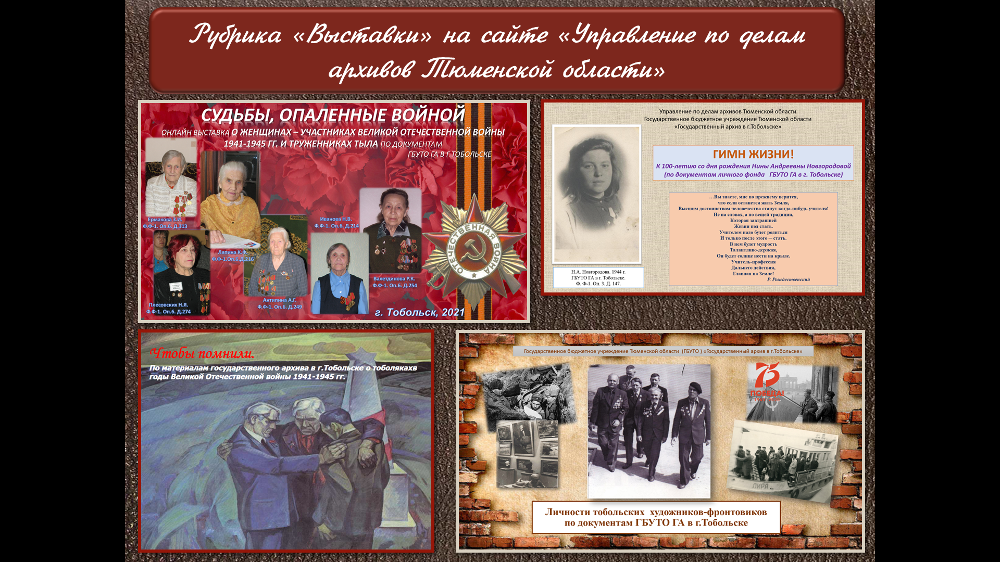 Рубрика «Выставки» на сайте «Управление по делам
архивов Тюменской области»
СУДЬБЫ, ОПАЛЕННЫЕ ВОЙНОЙ
ОНЛАЙН ВЫСТАВКА О ЖЕНЩИНАХ – УЧАСТНИКАХ ВЕЛИКОЙ ОТЕЧЕСТВЕННОЙ ВОЙНЫ
1941-1945 ГГ. И ТРУЖЕННИКАХ ТЫЛА ПО ДОКУМЕНТАМ
ГБУТО ГА В Г.ТОБОЛЬСКЕ
Ермакова З.И.
Ф.Ф-1. Оп.6. Д.313
Ляпина К.Ф.
Ф.Ф-1.Оп.6.Д.216
Иванова Н.В.
Ф.Ф-1. Оп.6. Д.214
Валетдинова Р.К.
Ф.Ф-1. Оп.6. Д.254
Антипина А.Г.
Ф.Ф-1. Оп.6. Д.249
Плесовских Н.Я.
Ф.Ф-1. Оп.6. Д.274
ОТЕЧЕСТВЕННАЯ ВОЙНА
г. Тобольск, 2021
Управление по делам архивов Тюменской области
Государственное бюджетное учреждение Тюменской области
«Государственный архив в г.Тобольске»
ГИМН ЖИЗНИ!
К 100-летию со дня рождения Нины Андреевны Новгородовой
(по документам личного фонда ГБУТО ГА в г. Тобольске)
…Вы знаете, мне по прежнему верится,
что если останется жить Земля,
Высшим достоинством человечества станут когда-нибудь учителя!
Не на словах, а по вещей традиции,
Которая завтрашней
Жизни под стать.
Учителем надо будет родиться
И только после этого — стать.
В нем будет мудрость
Талантливо-дерзкая,
Он будет солнце нести на крыле.
Учитель-профессия
Дальнего действия,
Главная на Земле!
Р. Рождественский
Н.А. Новгородова. 1944 г.
ГБУТО ГА в г. Тобольске.
Ф. Ф-1. Оп. 3. Д. 147.
Чтобы помнили.
По материалам государственного архива в г.Тобольске о тоболякахв
годы Великой Отечественной войны 1941-1945 гг.
Государственное бюджетное учреждение Тюменской области (ГБУТО ) «Государственный архив в г.Тобольске»
75
ПОБЕДА!
ЛИРА
Личности тобольских художников-фронтовиков
по документам ГБУТО ГА в г.Тобольске